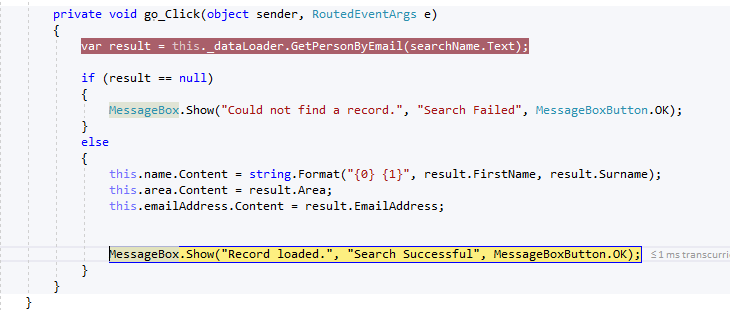 private void go_Click(object sender, RoutedEventArgs e)
{
var result = this._dataLoader.GetPersonByEmail(searchName.Text);
if (result == null)
{
MessageBox.Show("Could not find a record.", "Search Failed", MessageBoxButton.OK);
}
else
{
this.name.Content = string.Format("{0} {1}", result.FirstName, result.Surname);
this.area.Content = result.Area;
this.emailAddress.Content = result.EmailAddress;
MessageBox.Show("Record loaded.", "Search Successful", MessageBoxButton.OK); ≤1 ms transcurri
}
}
}